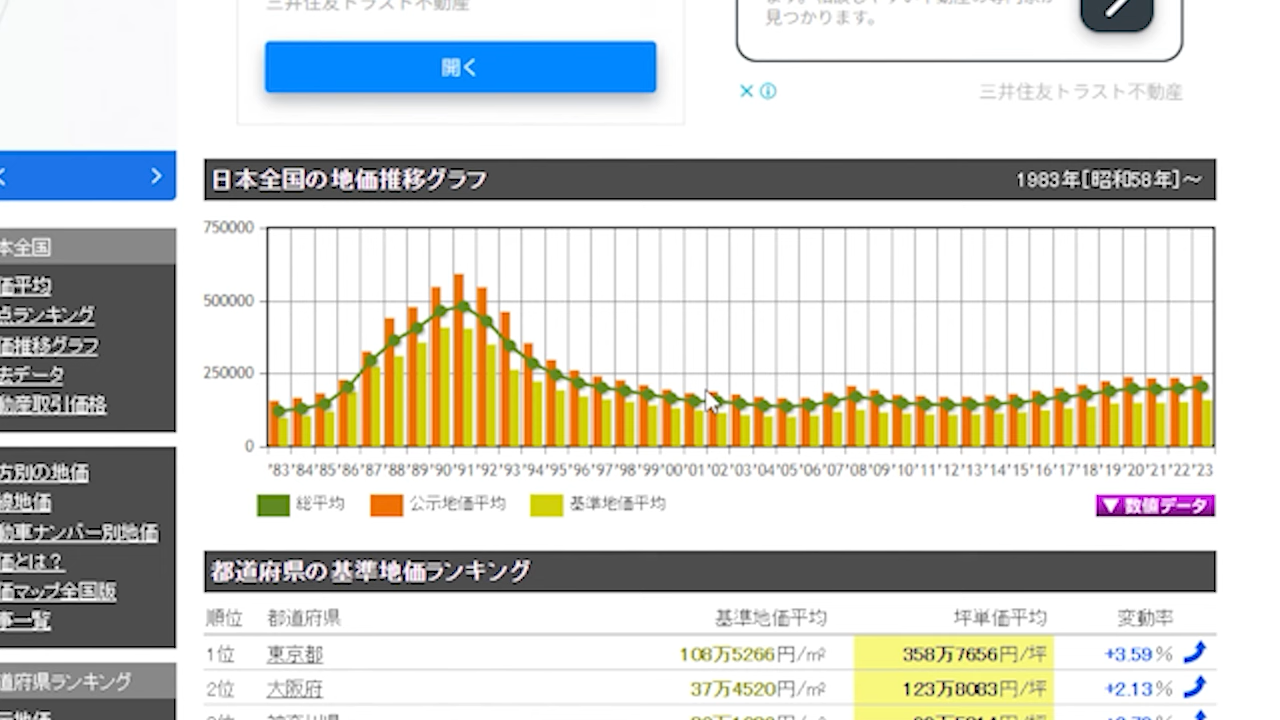 三井住友トラスト不動産
開く
見つかります。
三井住友トラスト不動産
日本全国の地価推移グラフ 1983年[昭和58年]～
750000
500000
250000
0
'83 '84 '85 '86 '87 '88 '89 '90 '91 '92 '93 '94 '95 '96 '97 '98 '99 '00 '01 '02 '03 '04 '05 '06 '07 '08 '09 '10 '11 '12 '13 '14 '15 '16 '17 '18 '19 '20 '21 '22 '23
総平均 公示地価平均 基準地価平均
▼数値データ
本全国
価平均
点ランキング
価推移グラフ
去データ
動産取引価格
方別の地価
線地価
動車ナンバー別地価
価とは？
価マップ全国版
事一覧
道府県ランキング
都道府県の基準地価ランキング
順位 都道府県 基準地価平均 坪単価平均 変動率
1位 東京都 108万5266円/m² 358万7656円/坪 +3.59%
2位 大阪府 37万4520円/m² 123万8083円/坪 +2.13%